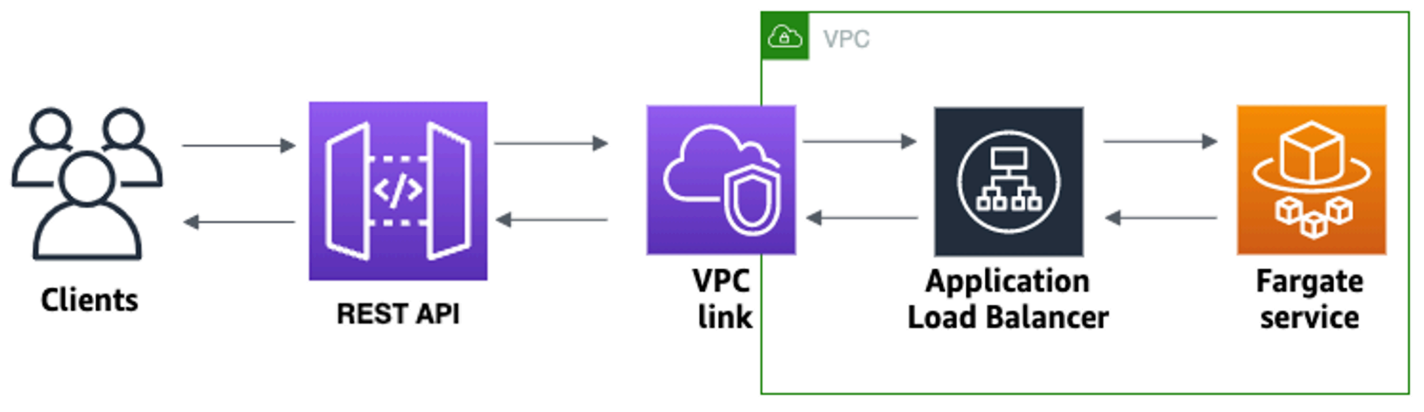 VPC
Clients
REST API
VPC
link
Application
Load Balancer
Fargate
service